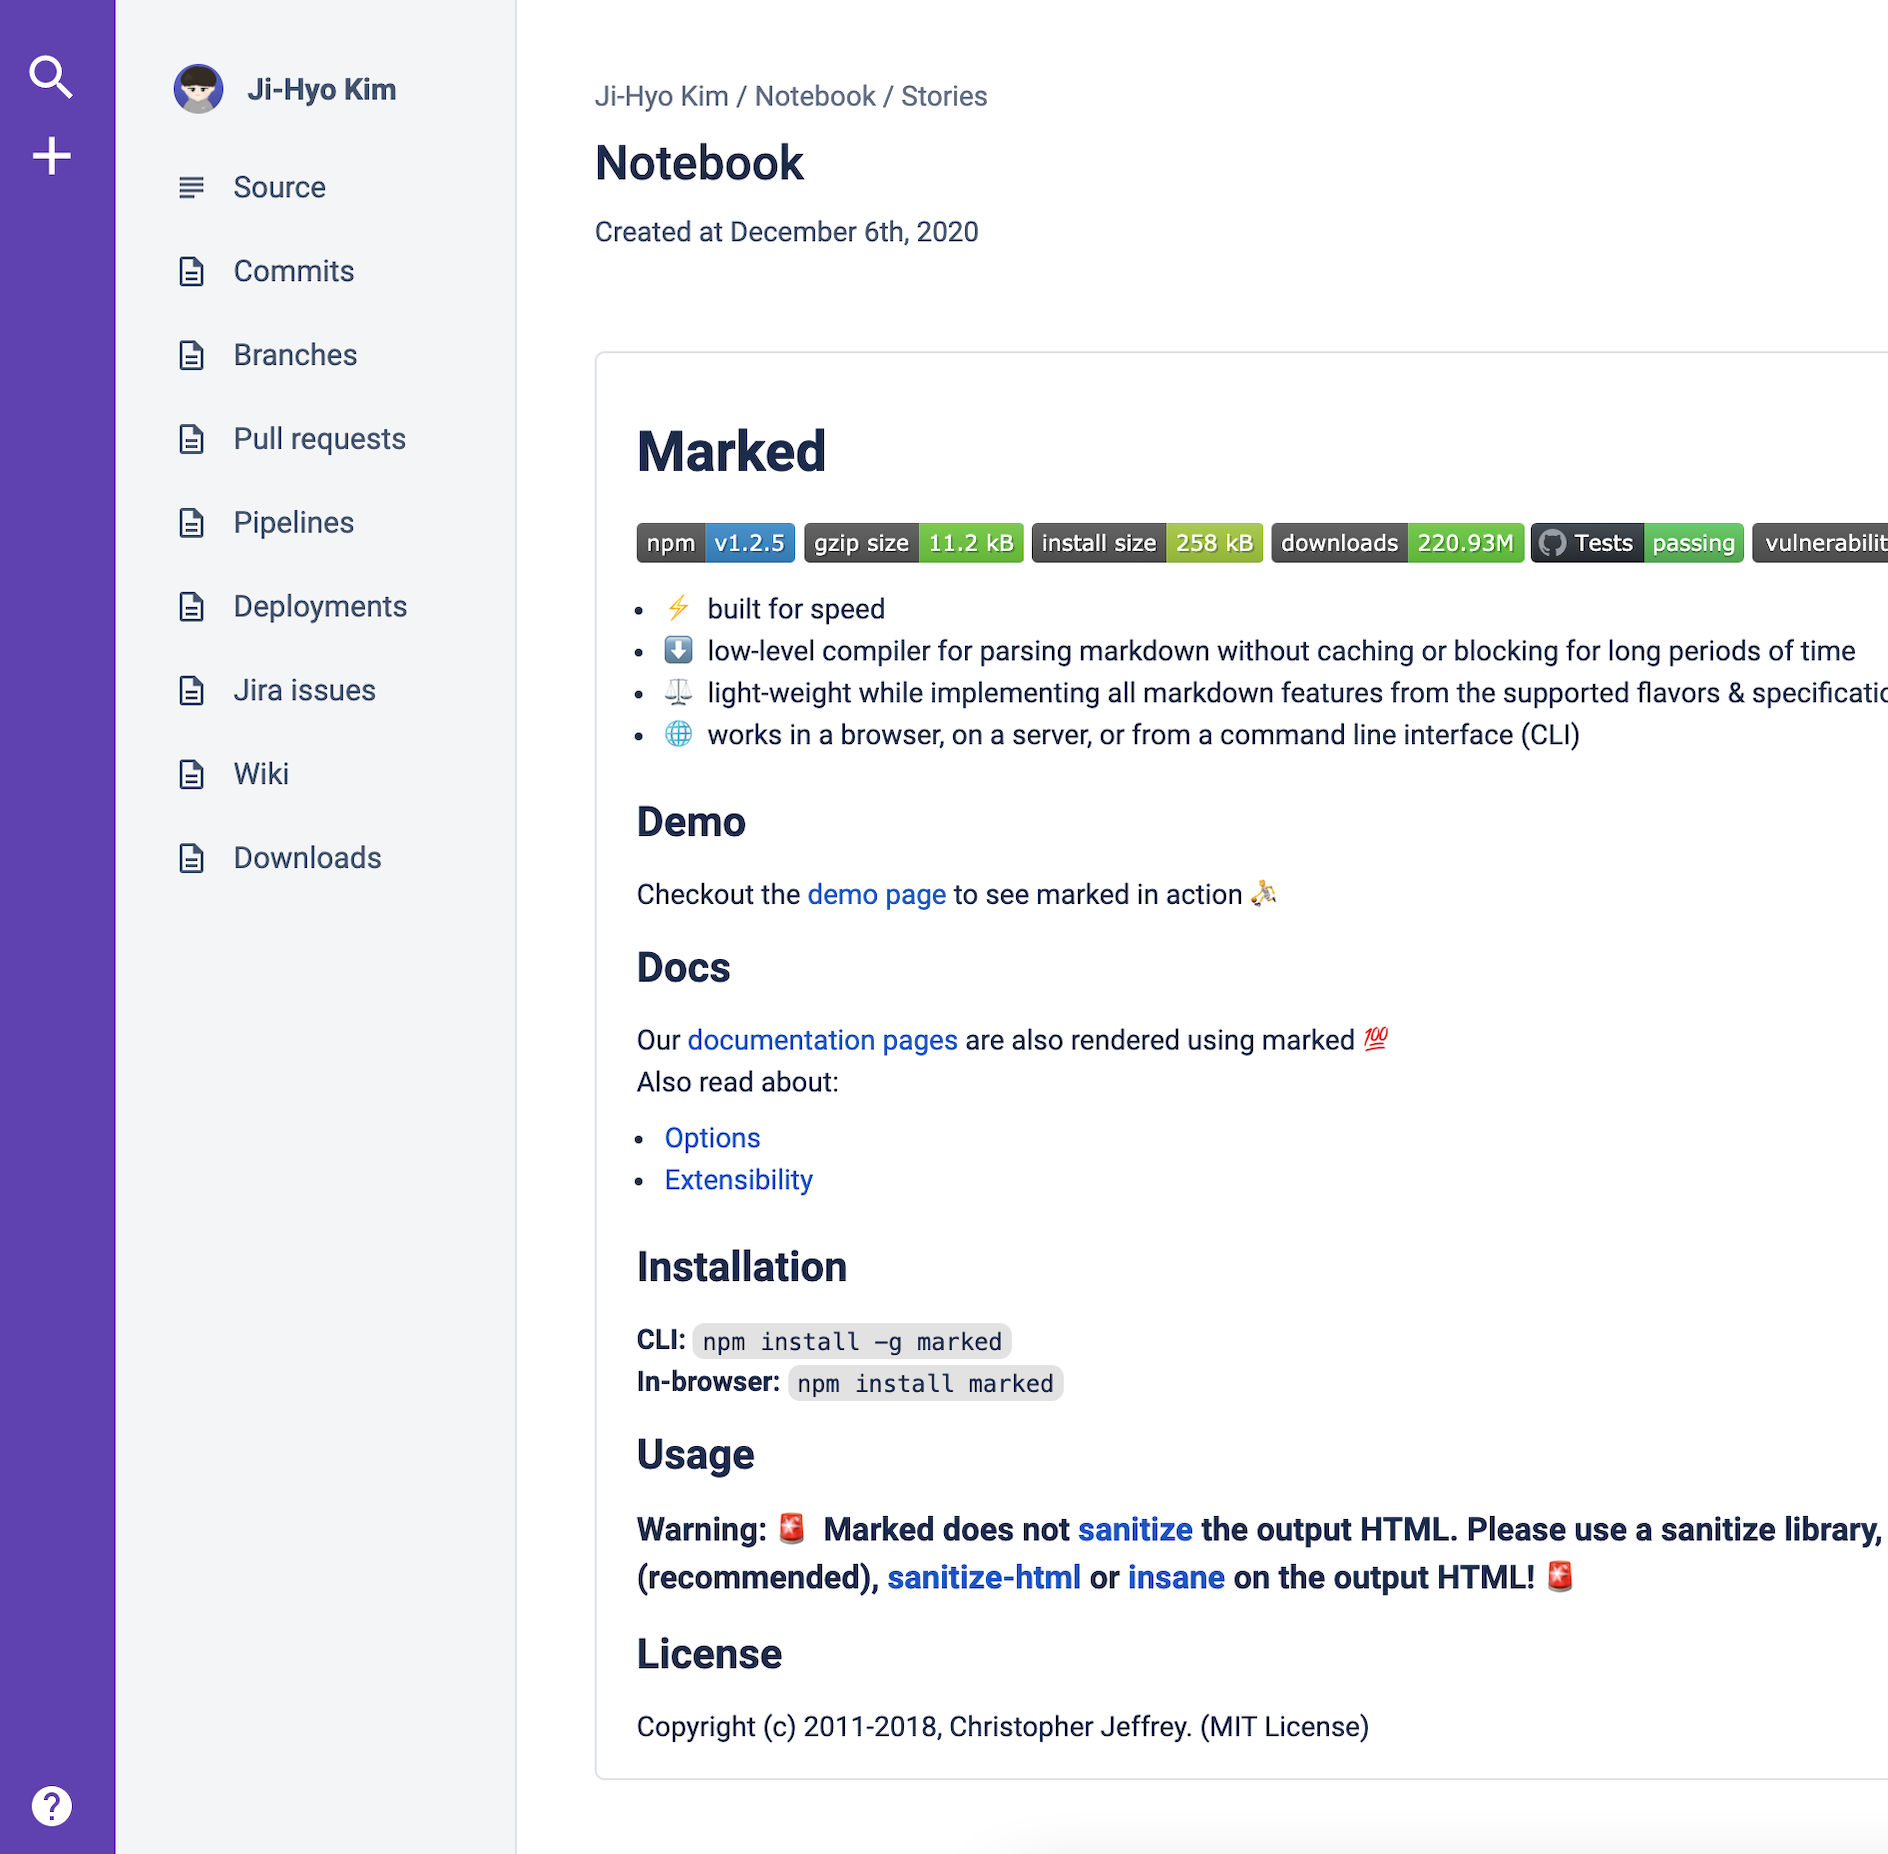 Ji-Hyo Kim
Source
Commits
Branches
Pull requests
Pipelines
Deployments
Jira issues
Wiki
Downloads
Ji-Hyo Kim / Notebook / Stories
Notebook
Created at December 6th, 2020
Marked
npm v1.2.5 gzip size 11.2 kB install size 258 kB downloads 220.93M Tests passing vulnerabilit
• ⚡ built for speed
• ⬇️ low-level compiler for parsing markdown without caching or blocking for long periods of time
• ⚖️ light-weight while implementing all markdown features from the supported flavors & specificatio
• 🌐 works in a browser, on a server, or from a command line interface (CLI)
Demo
Checkout the demo page to see marked in action ⛹️
Docs
Our documentation pages are also rendered using marked 💯
Also read about:
• Options
• Extensibility
Installation
CLI: npm install -g marked
In-browser: npm install marked
Usage
Warning: 🚨 Marked does not sanitize the output HTML. Please use a sanitize library,
(recommended), sanitize-html or insane on the output HTML! 🚨
License
Copyright (c) 2011-2018, Christopher Jeffrey. (MIT License)